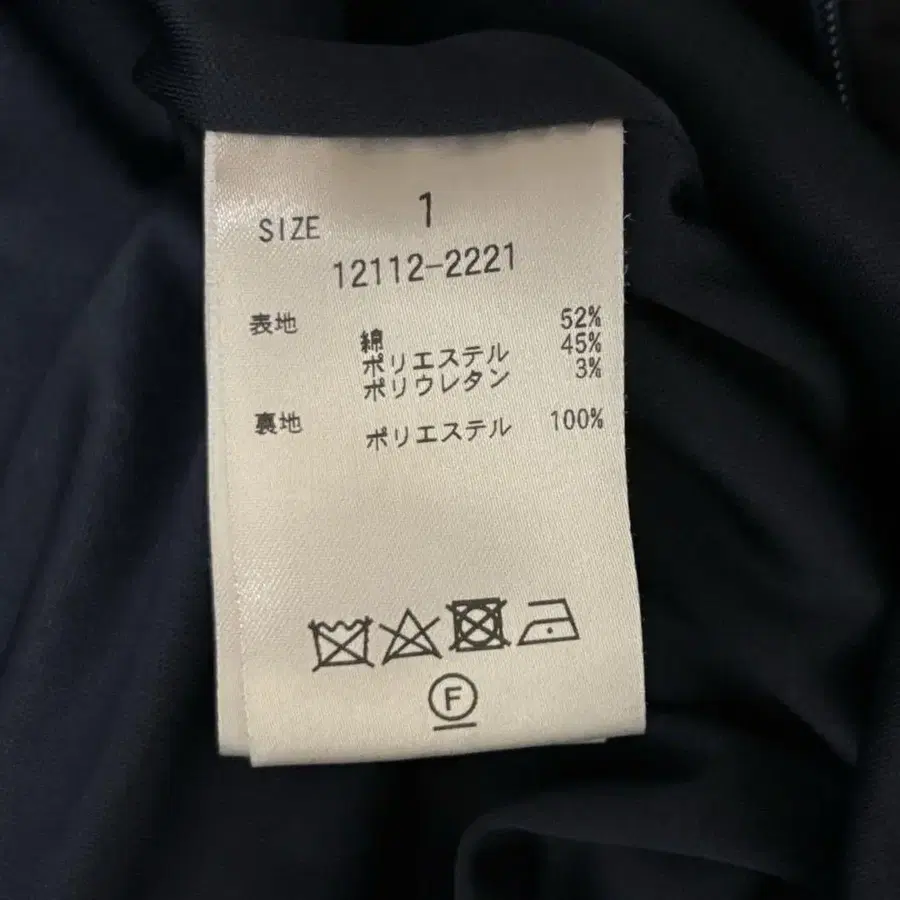 SIZE 1
12112-2221
表地 綿 52%
ポリエステル 45%
ポリウレタン 3%
裏地 ポリエステル 100%
F